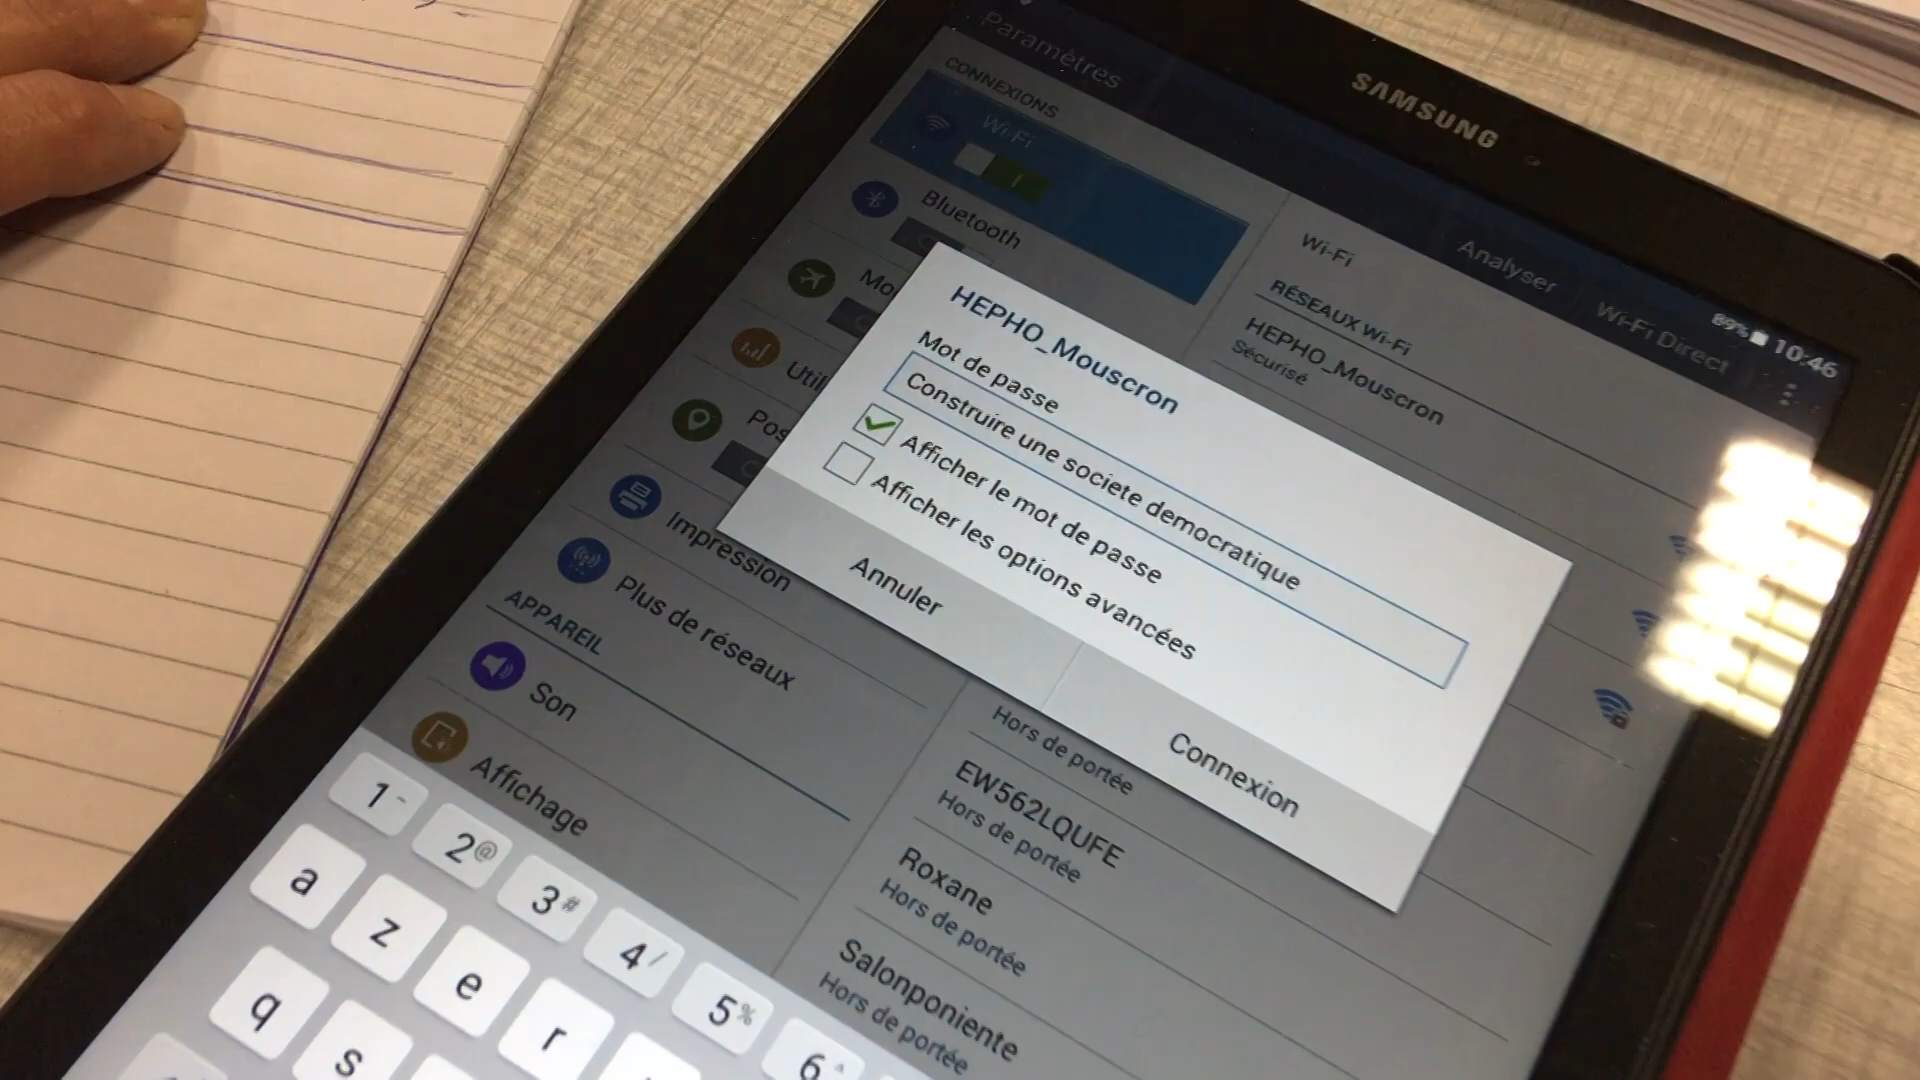 SAMSUNG
89% 10:46
Paramètres
CONNEXIONS
Wi-Fi
Bluetooth
Impression
Plus de réseaux
APPAREIL
Son
Affichage
Wi-Fi
Analyser
Wi-Fi Direct
RÉSEAUX Wi-Fi
HEPHO_Mouscron
Sécurisé
HEPHO_Mouscron
Mot de passe
Construire une societe democratique
Afficher le mot de passe
Afficher les options avancées
Annuler
Connexion
Hors de portée
EW562LQUFE
Hors de portée
Roxane
Hors de portée
Salonponiente
Hors de portée
1 - 2 @ 3 # 4 / 5 % 6
a z e r
q s